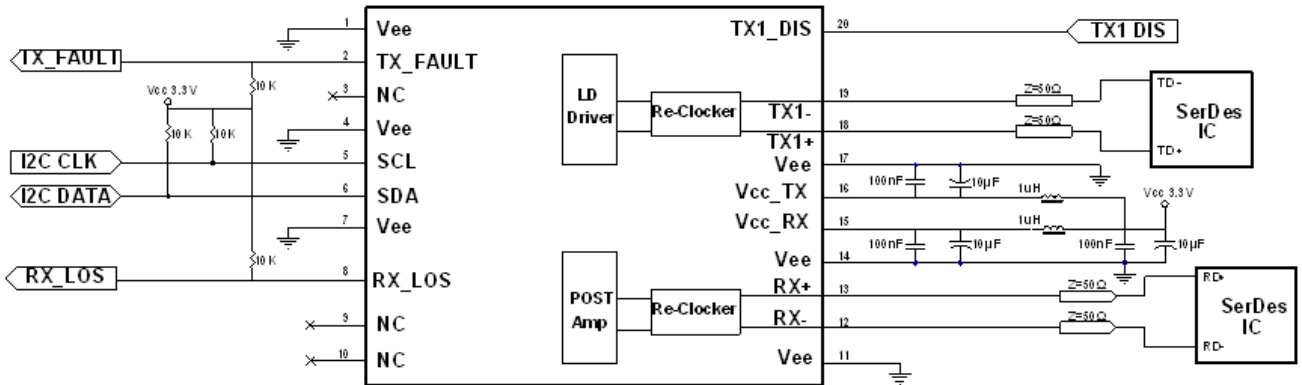 1
Vee
TX1_DIS
20
TX1 DIS
TX_FAULT
2
TX_FAULT
10 K
Vcc 3.3 V
3
NC
LD
Driver
Re-Clocker
19
TX1-
Z=50Ω
TD-
SerDes
IC
10 K
10 K
4
Vee
18
TX1+
Z=50Ω
TD+
I2C CLK
5
SCL
Vee
17
100nF
10µF
1uH
Vcc 3.3 V
I2C DATA
6
SDA
Vcc_TX
16
7
Vee
Vcc_RX
15
1uH
100nF
10µF
100nF
10µF
10 K
Vee
14
RX_LOS
8
RX_LOS
POST
Amp
Re-Clocker
RX+
13
Z=50Ω
RD+
SerDes
IC
9
NC
RX-
12
Z=50Ω
RD-
10
NC
Vee
11